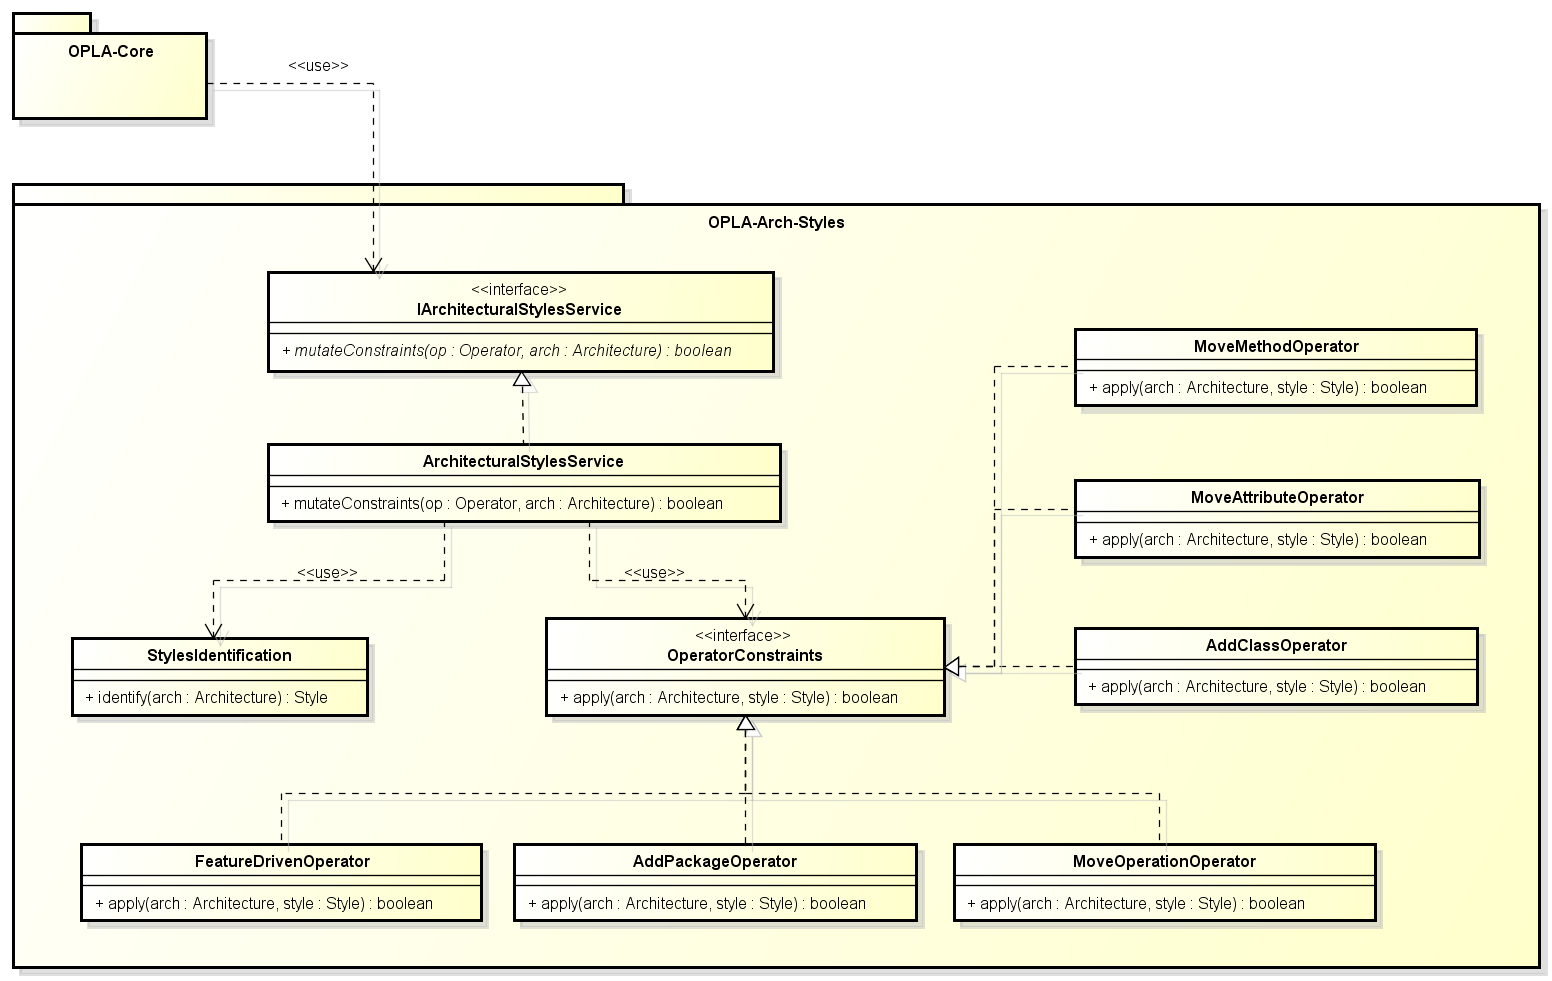 OPLA-Core
<<use>>
OPLA-Arch-Styles
<<interface>>
IArchitecturalStylesService
+ mutateConstraints(op : Operator, arch : Architecture) : boolean
MoveMethodOperator
+ apply(arch : Architecture, style : Style) : boolean
ArchitecturalStylesService
+ mutateConstraints(op : Operator, arch : Architecture) : boolean
MoveAttributeOperator
+ apply(arch : Architecture, style : Style) : boolean
<<use>>
<<use>>
StylesIdentification
+ identify(arch : Architecture) : Style
<<interface>>
OperatorConstraints
+ apply(arch : Architecture, style : Style) : boolean
AddClassOperator
+ apply(arch : Architecture, style : Style) : boolean
FeatureDrivenOperator
+ apply(arch : Architecture, style : Style) : boolean
AddPackageOperator
+ apply(arch : Architecture, style : Style) : boolean
MoveOperationOperator
+ apply(arch : Architecture, style : Style) : boolean